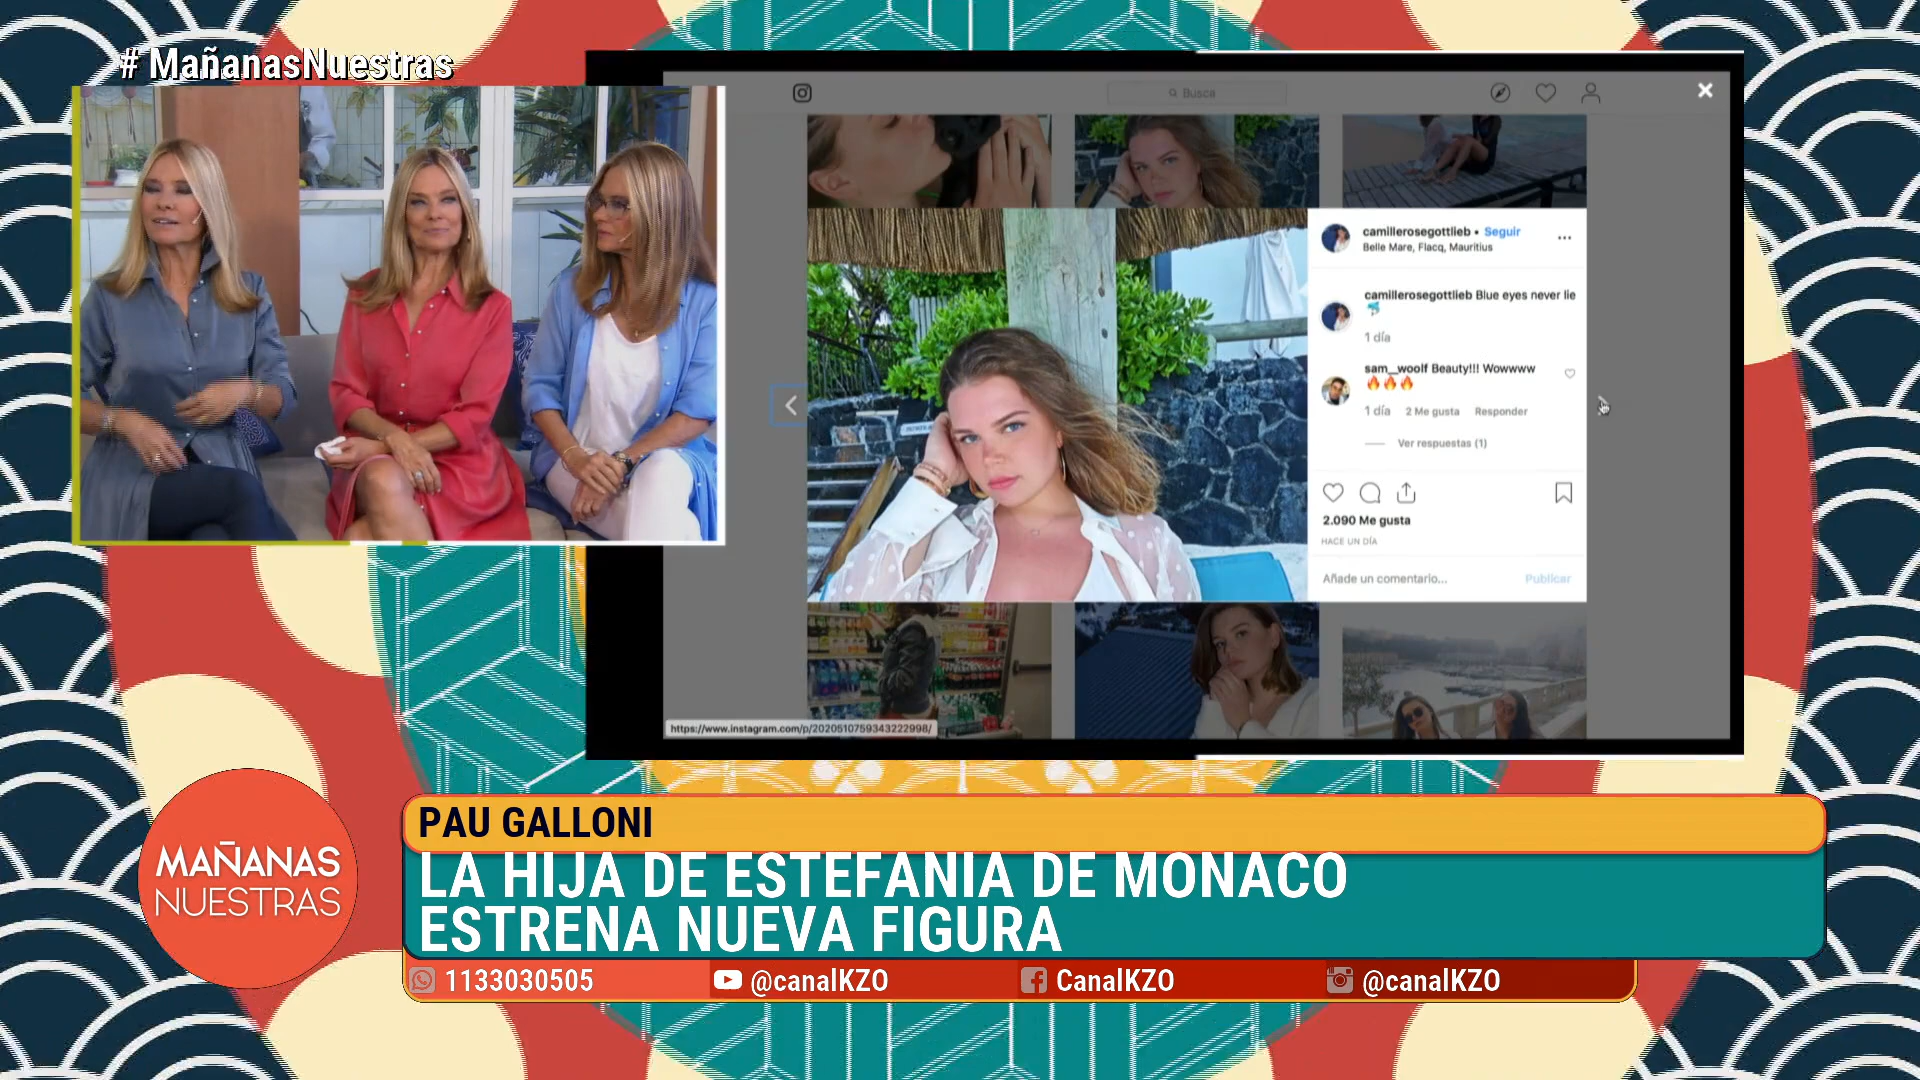 # MañanasNuestras
Busca
camillerosegottlieb • Seguir
Belle Mare, Flacq, Mauritius
camillerosegottlieb Blue eyes never lie
1 día
sam__woolf Beauty!!! Wowwww
1 día 2 Me gusta Responder
Ver respuestas (1)
2.090 Me gusta
HACE UN DÍA
Añade un comentario... Publicar
https://www.instagram.com/p/2020510759343222998/
MAÑANAS
NUESTRAS
PAU GALLONI
LA HIJA DE ESTEFANIA DE MONACO
ESTRENA NUEVA FIGURA
1133030505 @canalKZO CanalKZO @canalKZO